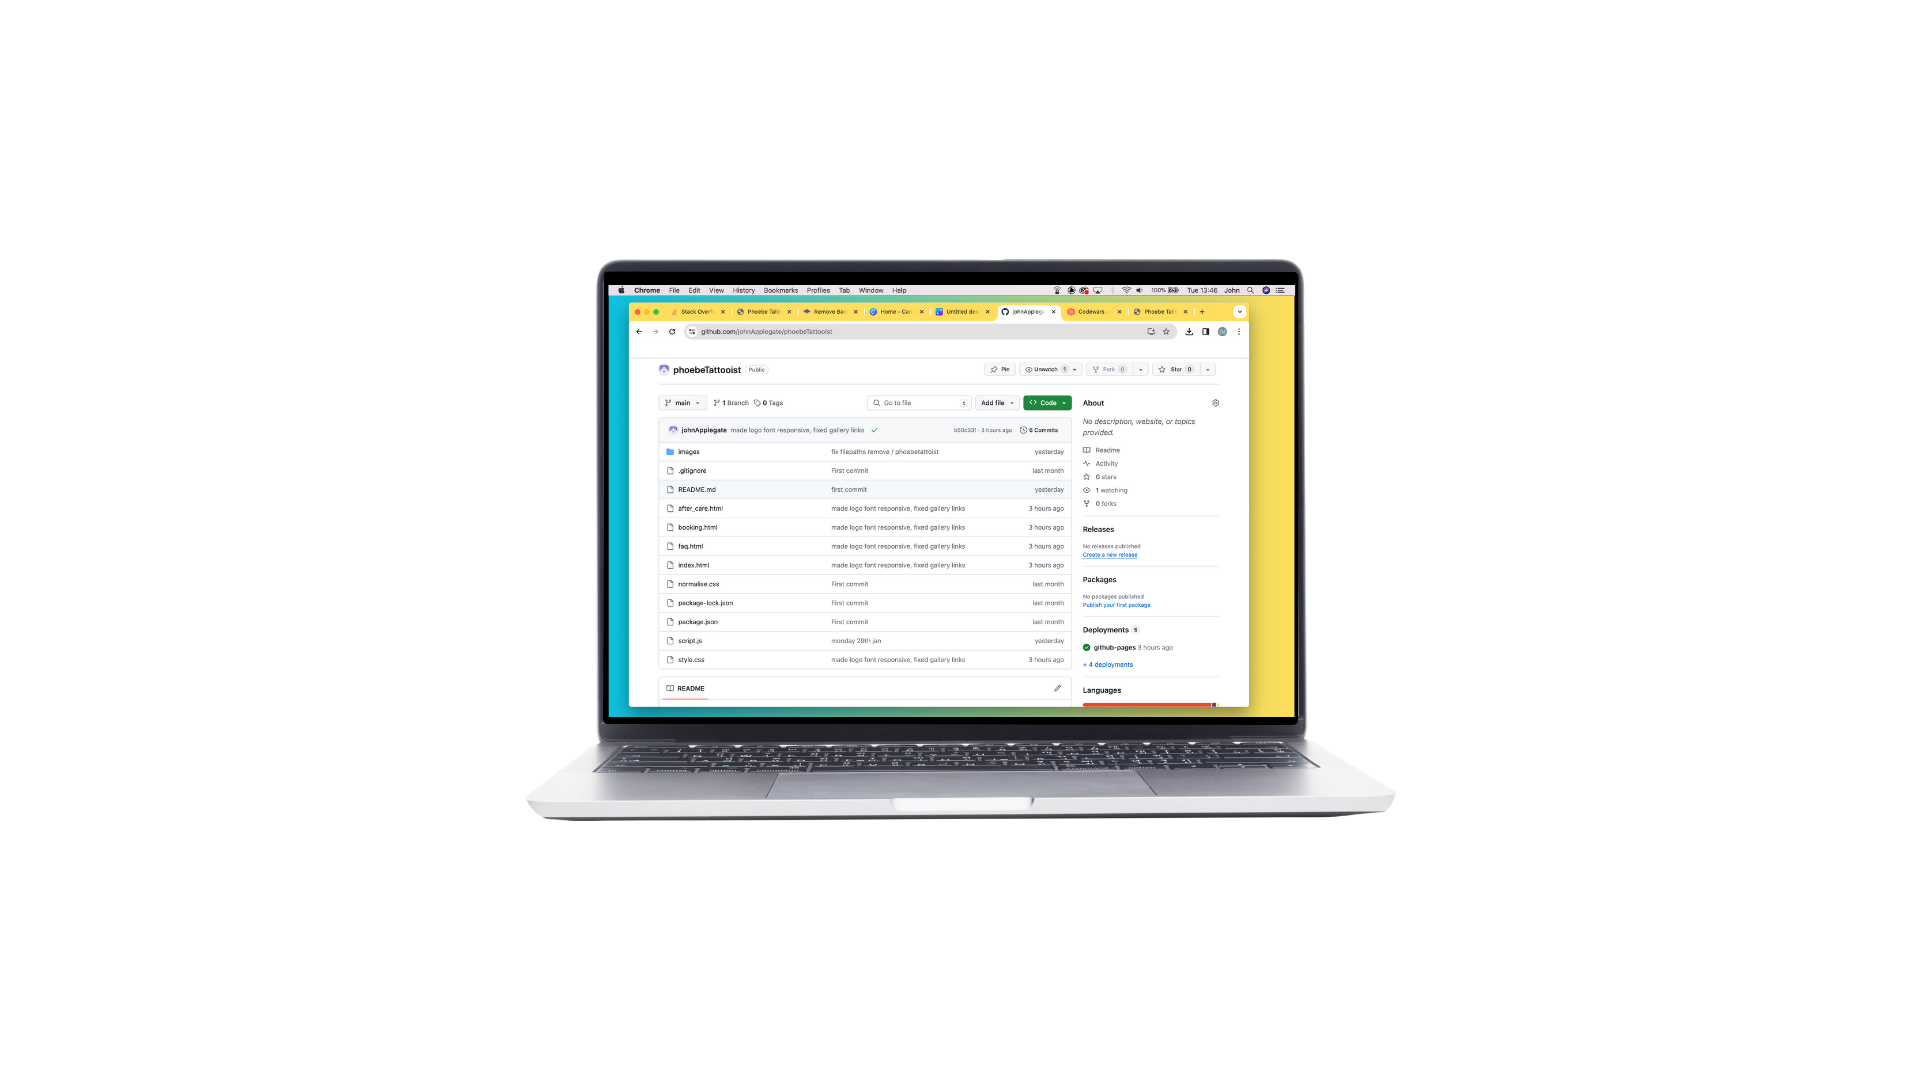 Chrome File Edit View History Bookmarks Profiles Tab Window Help 100% Tue 13:46 John
Stack Overf Phoebe Tall Remove Ba Home - Can Untitled des johnAppleg Codewars Phoebe Tall
github.com/johnApplegate/phoebeTattooist
phoebeTattooist Public Pin Unwatch 1 Fork 0 Star 0
main 1 Branch 0 Tags Go to file t Add file Code About
No description, website, or topics
provided.
johnApplegate made logo font responsive, fixed gallery links b50c33f · 3 hours ago 6 Commits
images fix filepaths remove / phoebetattoist yesterday
.gitignore First commit last month
README.md first commit yesterday
after_care.html made logo font responsive, fixed gallery links 3 hours ago
booking.html made logo font responsive, fixed gallery links 3 hours ago
faq.html made logo font responsive, fixed gallery links 3 hours ago
index.html made logo font responsive, fixed gallery links 3 hours ago
normalise.css First commit last month
package-lock.json First commit last month
package.json First commit last month
script.js monday 29th jan yesterday
style.css made logo font responsive, fixed gallery links 3 hours ago
README
Readme
Activity
0 stars
1 watching
0 forks
Releases
No releases published
Create a new release
Packages
No packages published
Publish your first package
Deployments 5
github-pages 3 hours ago
+ 4 deployments
Languages